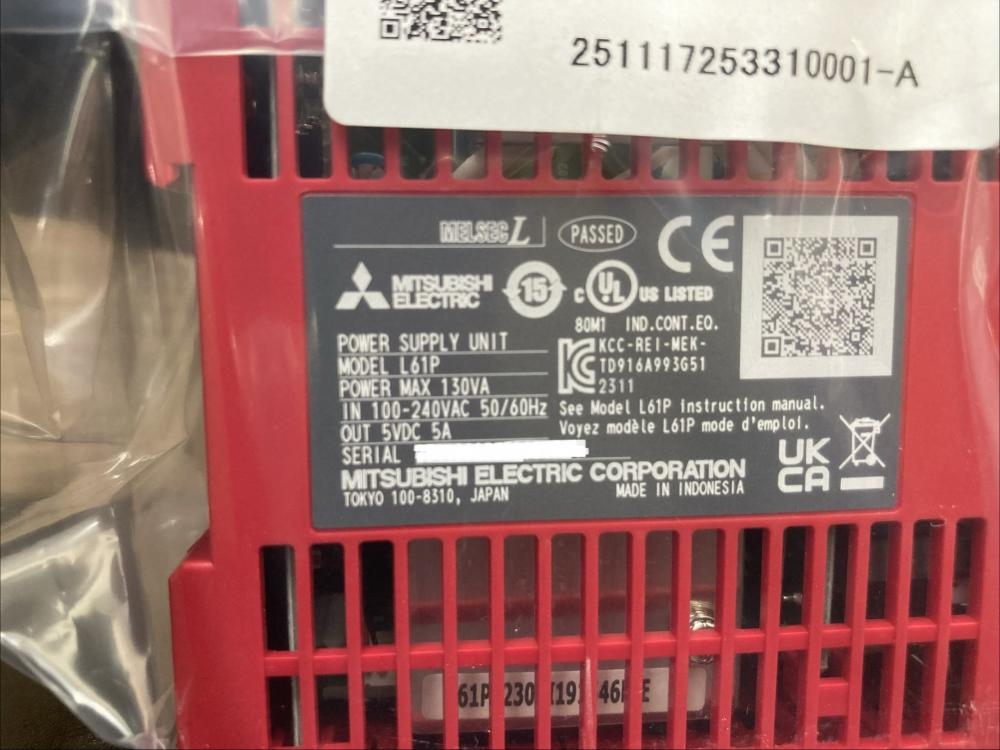 251117253310001-A
MELSEC L PASSED CE
MITSUBISHI ELECTRIC
15
c UL US LISTED
80M1 IND.CONT.EQ.
POWER SUPPLY UNIT
MODEL L61P
POWER MAX 130VA
IN 100-240VAC 50/60Hz
OUT 5VDC 5A
SERIAL
KCC-REI-MEK-
TD916A993G51
2311
See Model L61P instruction manual.
Voyez modèle L61P mode d'emploi.
UK
CA
MITSUBISHI ELECTRIC CORPORATION
TOKYO 100-8310, JAPAN MADE IN INDONESIA